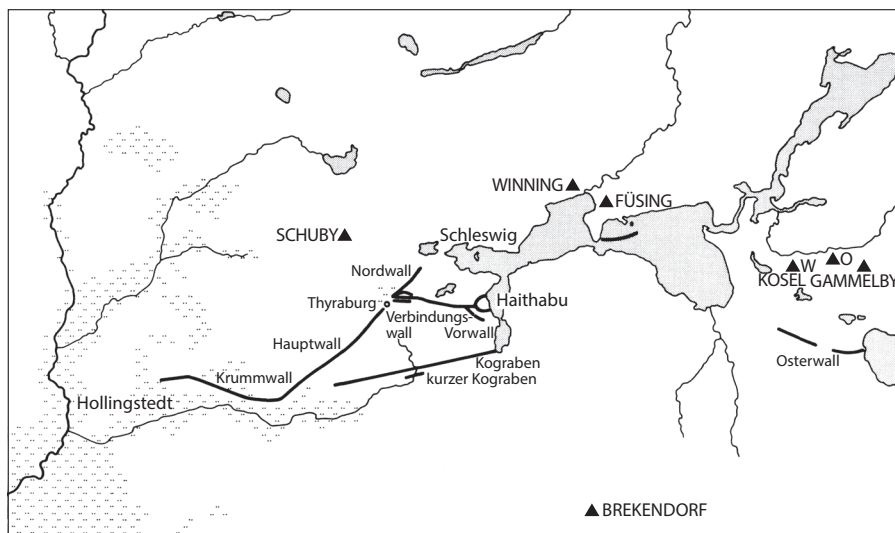 WINNING
FÜSING
SCHUBY
Schleswig
W O
KOSEL GAMMELBY
Nordwall
Thyraburg
Haithabu
Verbindungs-
wall
Vorwall
Hauptwall
Kograben
Osterwall
Krummwall
kurzer Kograben
Hollingstedt
BREKENDORF